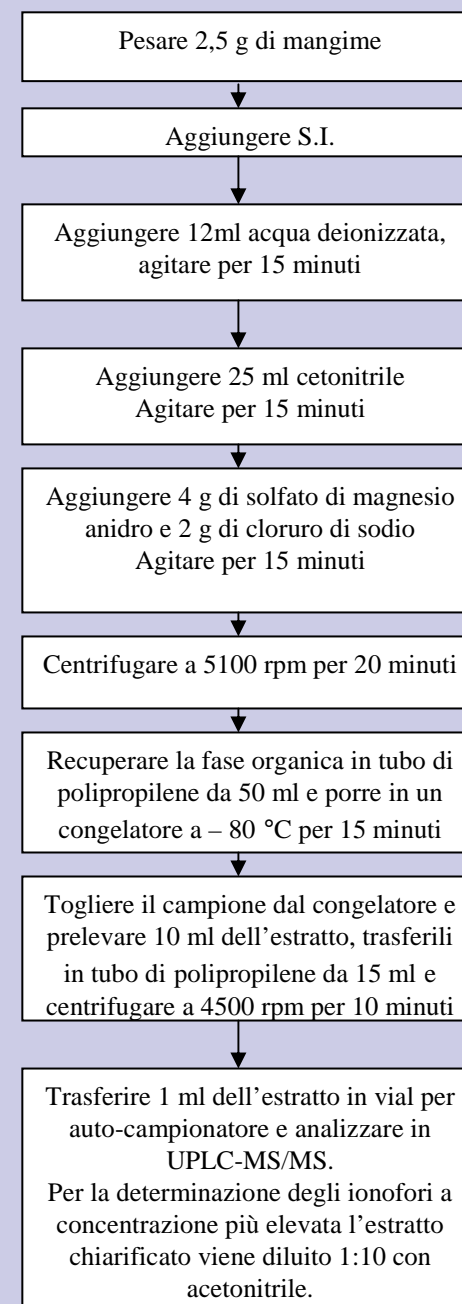 Pesare 2,5 g di mangime
Aggiungere S.I.
Aggiungere 12ml acqua deionizzata,
agitare per 15 minuti
Aggiungere 25 ml cetonitrile
Agitare per 15 minuti
Aggiungere 4 g di solfato di magnesio
anidro e 2 g di cloruro di sodio
Agitare per 15 minuti
Centrifugare a 5100 rpm per 20 minuti
Recuperare la fase organica in tubo di
polipropilene da 50 ml e porre in un
congelatore a – 80 °C per 15 minuti
Togliere il campione dal congelatore e
prelevare 10 ml dell’estratto, trasferili
in tubo di polipropilene da 15 ml e
centrifugare a 4500 rpm per 10 minuti
Trasferire 1 ml dell’estratto in vial per
auto-campionatore e analizzare in
UPLC-MS/MS.
Per la determinazione degli ionofori a
concentrazione più elevata l’estratto
chiarificato viene diluito 1:10 con
acetonitrile.